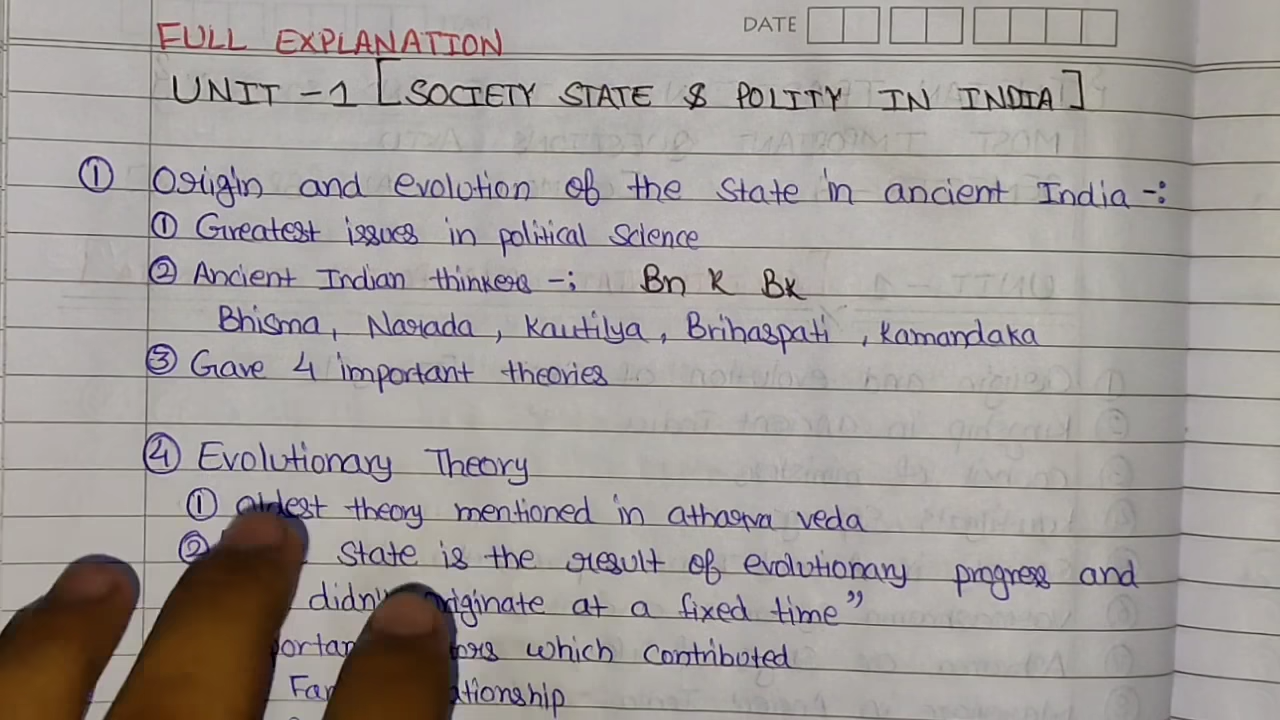 DATE
FULL EXPLANATION
UNIT -1 [SOCIETY STATE & POLITY IN INDIA]
① Origin and evolution of the state in ancient India -:
① Greatest issues in political science
② Ancient Indian thinkers -: Bn K Bk
Bhisma, Narada, Kautilya, Brihaspati, Kamandaka
③ Gave 4 important theories
④ Evolutionary Theory
① oldest theory mentioned in atharva veda
② State is the result of evolutionary progress and
originate at a fixed time"
which contributed